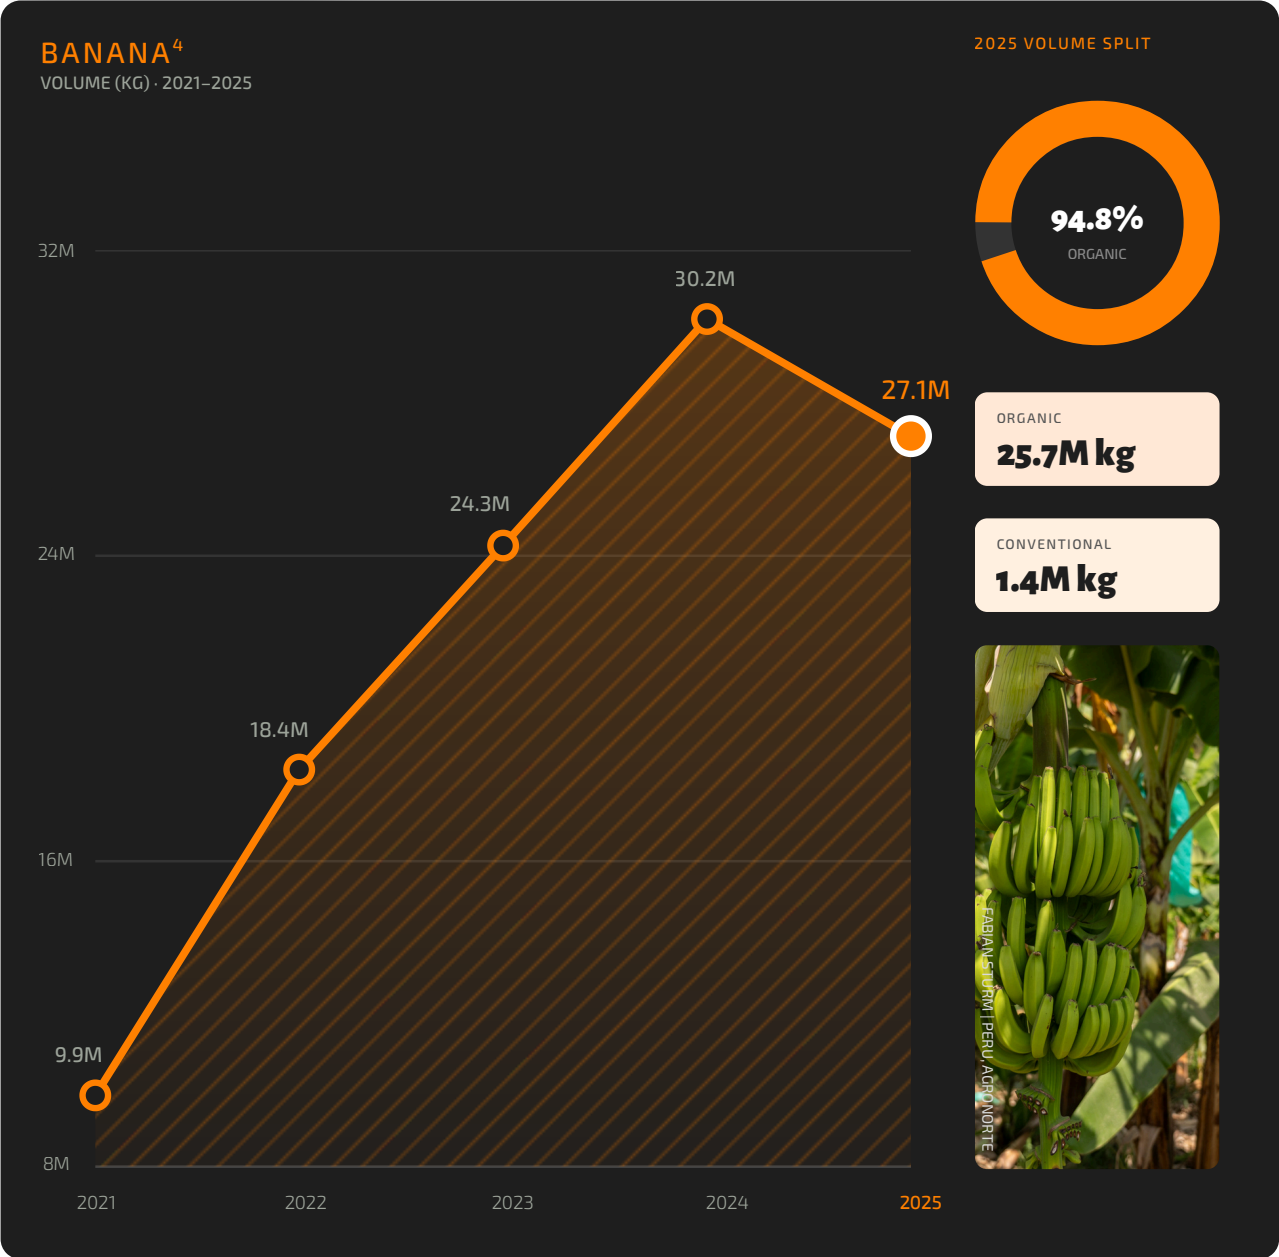 BANANA⁴
VOLUME (KG) · 2021–2025
32M
24M
16M
8M
9.9M
18.4M
24.3M
30.2M
27.1M
2021
2022
2023
2024
2025
2025 VOLUME SPLIT
94.8%
ORGANIC
ORGANIC
25.7M kg
CONVENTIONAL
1.4M kg
FABIAN STURM | PERU, AGRONORTE